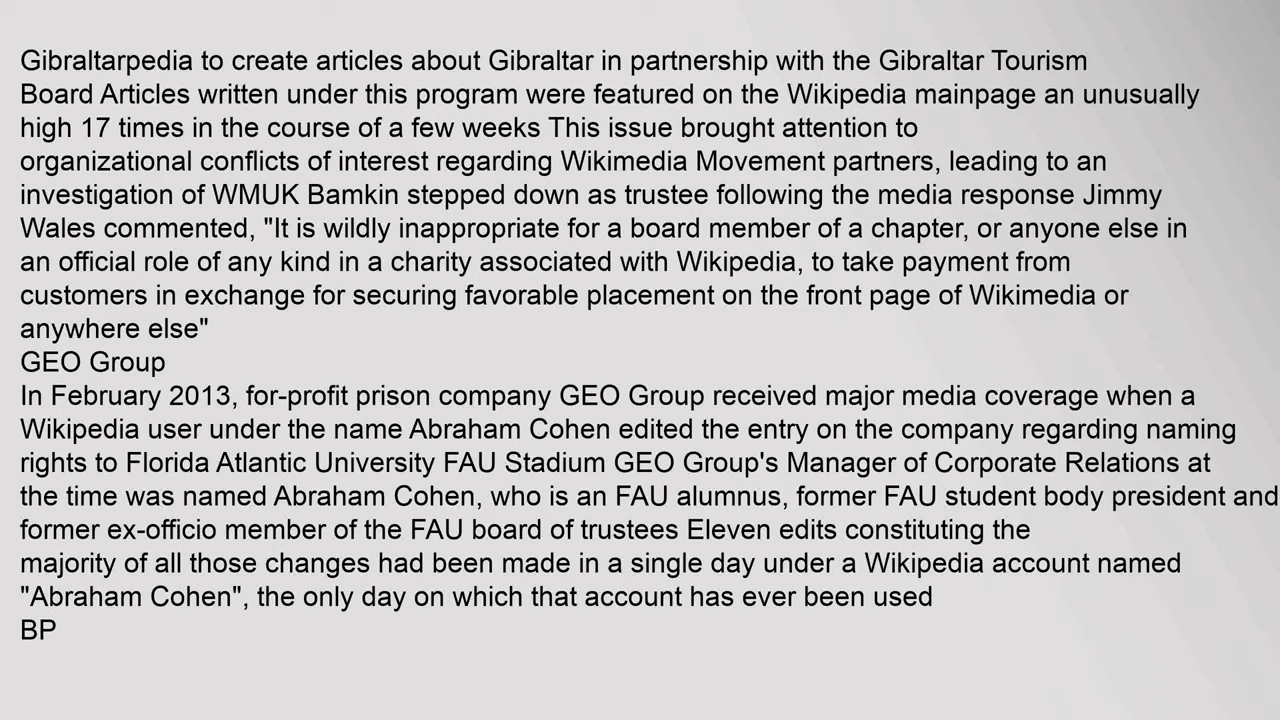 Gibraltarpedia to create articles about Gibraltar in partnership with the Gibraltar Tourism
Board Articles written under this program were featured on the Wikipedia mainpage an unusually
high 17 times in the course of a few weeks This issue brought attention to
organizational conflicts of interest regarding Wikimedia Movement partners, leading to an
investigation of WMUK Bamkin stepped down as trustee following the media response Jimmy
Wales commented, "It is wildly inappropriate for a board member of a chapter, or anyone else in
an official role of any kind in a charity associated with Wikipedia, to take payment from
customers in exchange for securing favorable placement on the front page of Wikimedia or
anywhere else"
GEO Group
In February 2013, for-profit prison company GEO Group received major media coverage when a
Wikipedia user under the name Abraham Cohen edited the entry on the company regarding naming
rights to Florida Atlantic University FAU Stadium GEO Group's Manager of Corporate Relations at
the time was named Abraham Cohen, who is an FAU alumnus, former FAU student body president and
former ex-officio member of the FAU board of trustees Eleven edits constituting the
majority of all those changes had been made in a single day under a Wikipedia account named
"Abraham Cohen", the only day on which that account has ever been used
BP